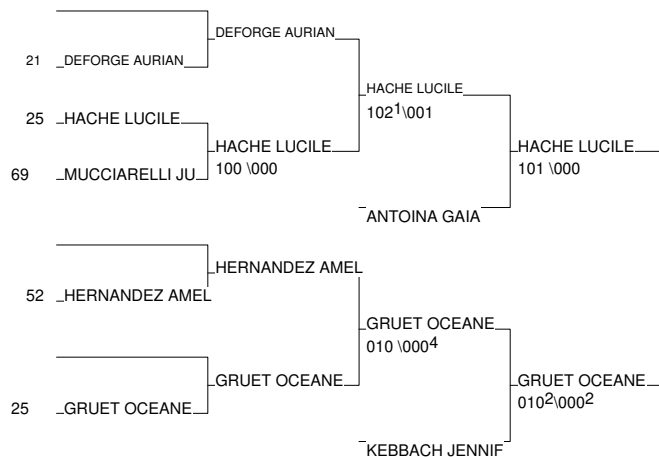 DEFORGE AURIAN
21 DEFORGE AURIAN
HACHE LUCILE
102¹\001
25 HACHE LUCILE
HACHE LUCILE
100 \000
HACHE LUCILE
101 \000
69 MUCCIARELLI JU
ANTOINA GAIA
HERNANDEZ AMEL
52 HERNANDEZ AMEL
GRUET OCEANE
010 \000⁴
GRUET OCEANE
GRUET OCEANE
010²\000²
25 GRUET OCEANE
KEBBACH JENNIF